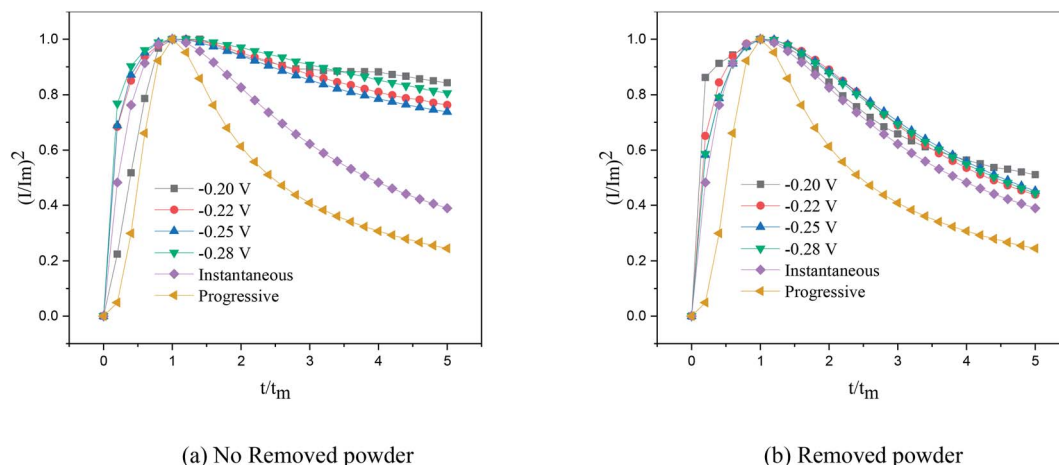 1.0
0.8
0.6
0.4
0.2
0.0
(I/Im)²
-0.20 V
-0.22 V
-0.25 V
-0.28 V
Instantaneous
Progressive
0 1 2 3 4 5
t/tm
(a) No Removed powder
1.0
0.8
0.6
0.4
0.2
0.0
(I/Im)²
-0.20 V
-0.22 V
-0.25 V
-0.28 V
Instantaneous
Progressive
0 1 2 3 4 5
t/tm
(b) Removed powder